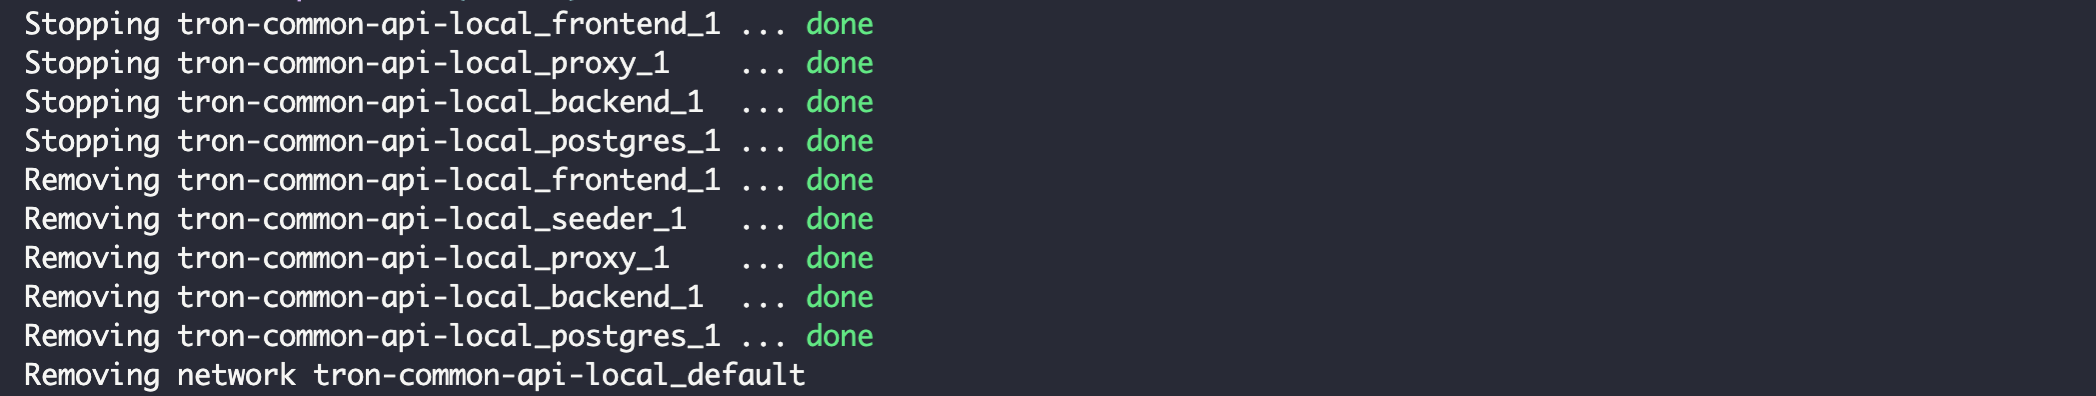 Stopping tron-common-api-local_frontend_1 ... done
Stopping tron-common-api-local_proxy_1    ... done
Stopping tron-common-api-local_backend_1  ... done
Stopping tron-common-api-local_postgres_1 ... done
Removing tron-common-api-local_frontend_1 ... done
Removing tron-common-api-local_seeder_1   ... done
Removing tron-common-api-local_proxy_1    ... done
Removing tron-common-api-local_backend_1  ... done
Removing tron-common-api-local_postgres_1 ... done
Removing network tron-common-api-local_default